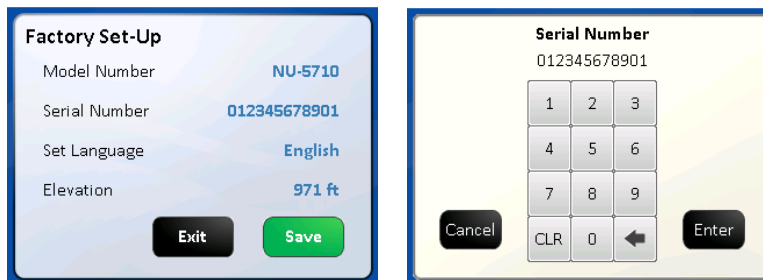 Factory Set-Up
Model Number NU-5710
Serial Number 012345678901
Set Language English
Elevation 971 ft
Exit Save
Serial Number
012345678901
1 2 3
4 5 6
7 8 9
Cancel CLR 0 Enter